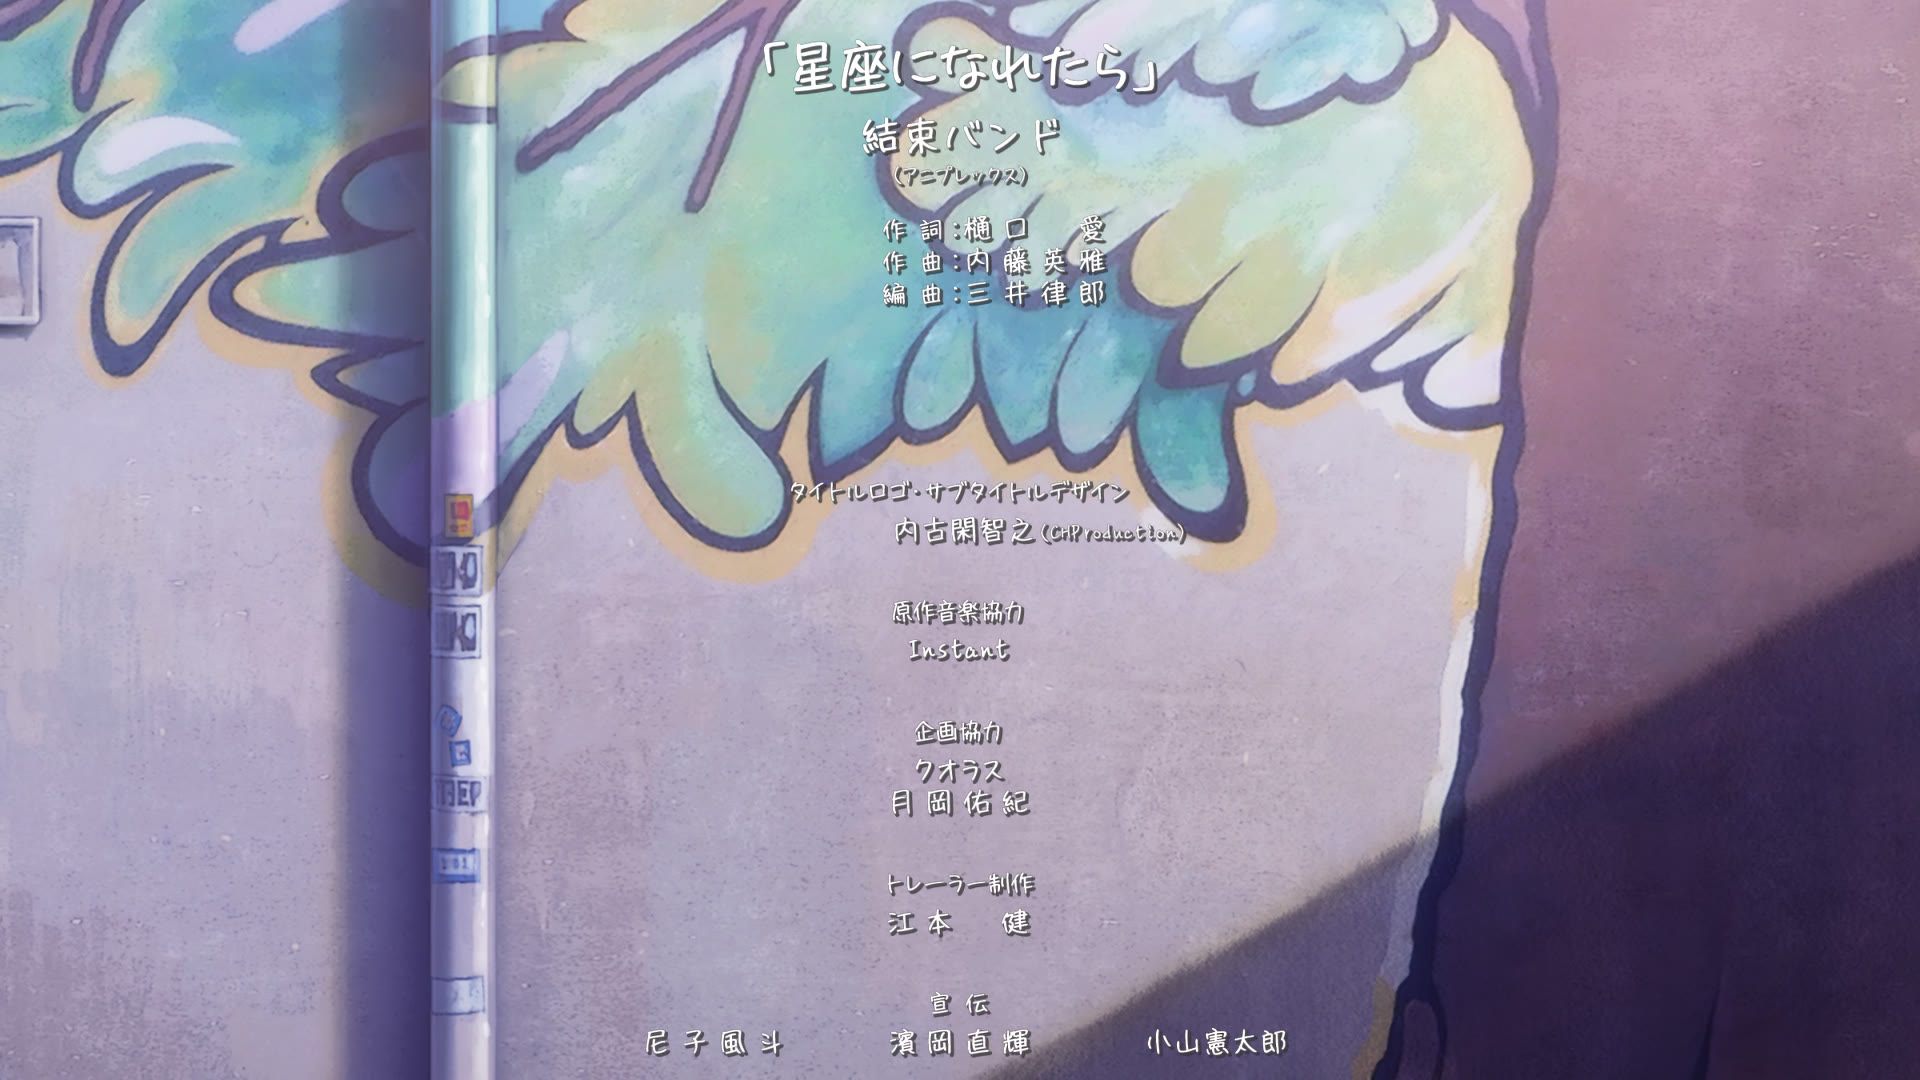 「星座になれたら」
結束バンド
(アニプレックス)
作詞:樋口 愛
作曲:内藤英雅
編曲:三井律郎
タイトルロゴ・サブタイトルデザイン
内古閑智之(CHProduction)
原作音楽協力
Instant
企画協力
クオラス
月岡佑紀
トレーラー制作
江本 健
宣伝
尼子風斗 濱岡直輝 小山憲太郎